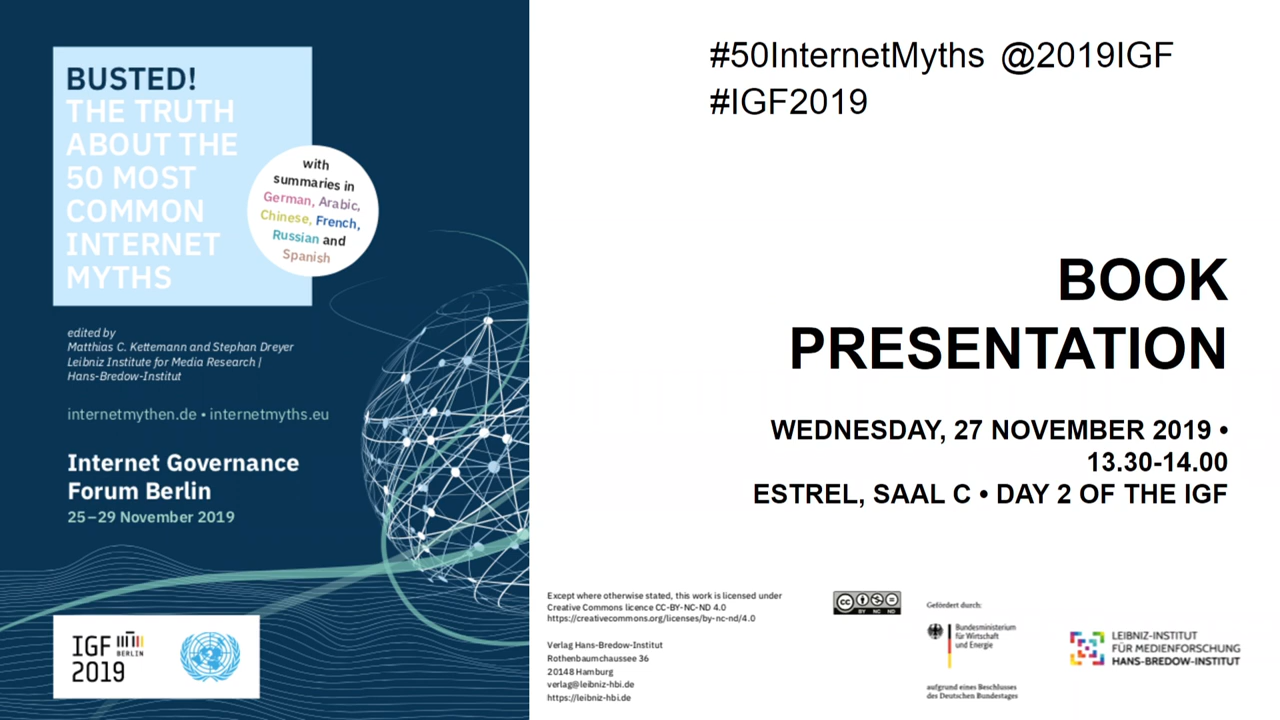 BUSTED!
THE TRUTH
ABOUT THE
50 MOST
COMMON
INTERNET
MYTHS
with
summaries in
German, Arabic,
Chinese, French,
Russian and
Spanish
edited by
Matthias C. Kettemann and Stephan Dreyer
Leibniz Institute for Media Research |
Hans-Bredow-Institut
internetmythen.de • internetmyths.eu
Internet Governance
Forum Berlin
25–29 November 2019
IGF
BERLIN
2019
#50InternetMyths @2019IGF
#IGF2019
BOOK
PRESENTATION
WEDNESDAY, 27 NOVEMBER 2019 •
13.30-14.00
ESTREL, SAAL C • DAY 2 OF THE IGF
Except where otherwise stated, this work is licensed under
Creative Commons licence CC-BY-NC-ND 4.0
https://creativecommons.org/licenses/by-nc-nd/4.0
Verlag Hans-Bredow-Institut
Rothenbaumchaussee 36
20148 Hamburg
verlag@leibniz-hbi.de
https://leibniz-hbi.de
cc
BY NC ND
Gefördert durch:
Bundesministerium
für Wirtschaft
und Energie
aufgrund eines Beschlusses
des Deutschen Bundestages
LEIBNIZ-INSTITUT
FÜR MEDIENFORSCHUNG
HANS-BREDOW-INSTITUT